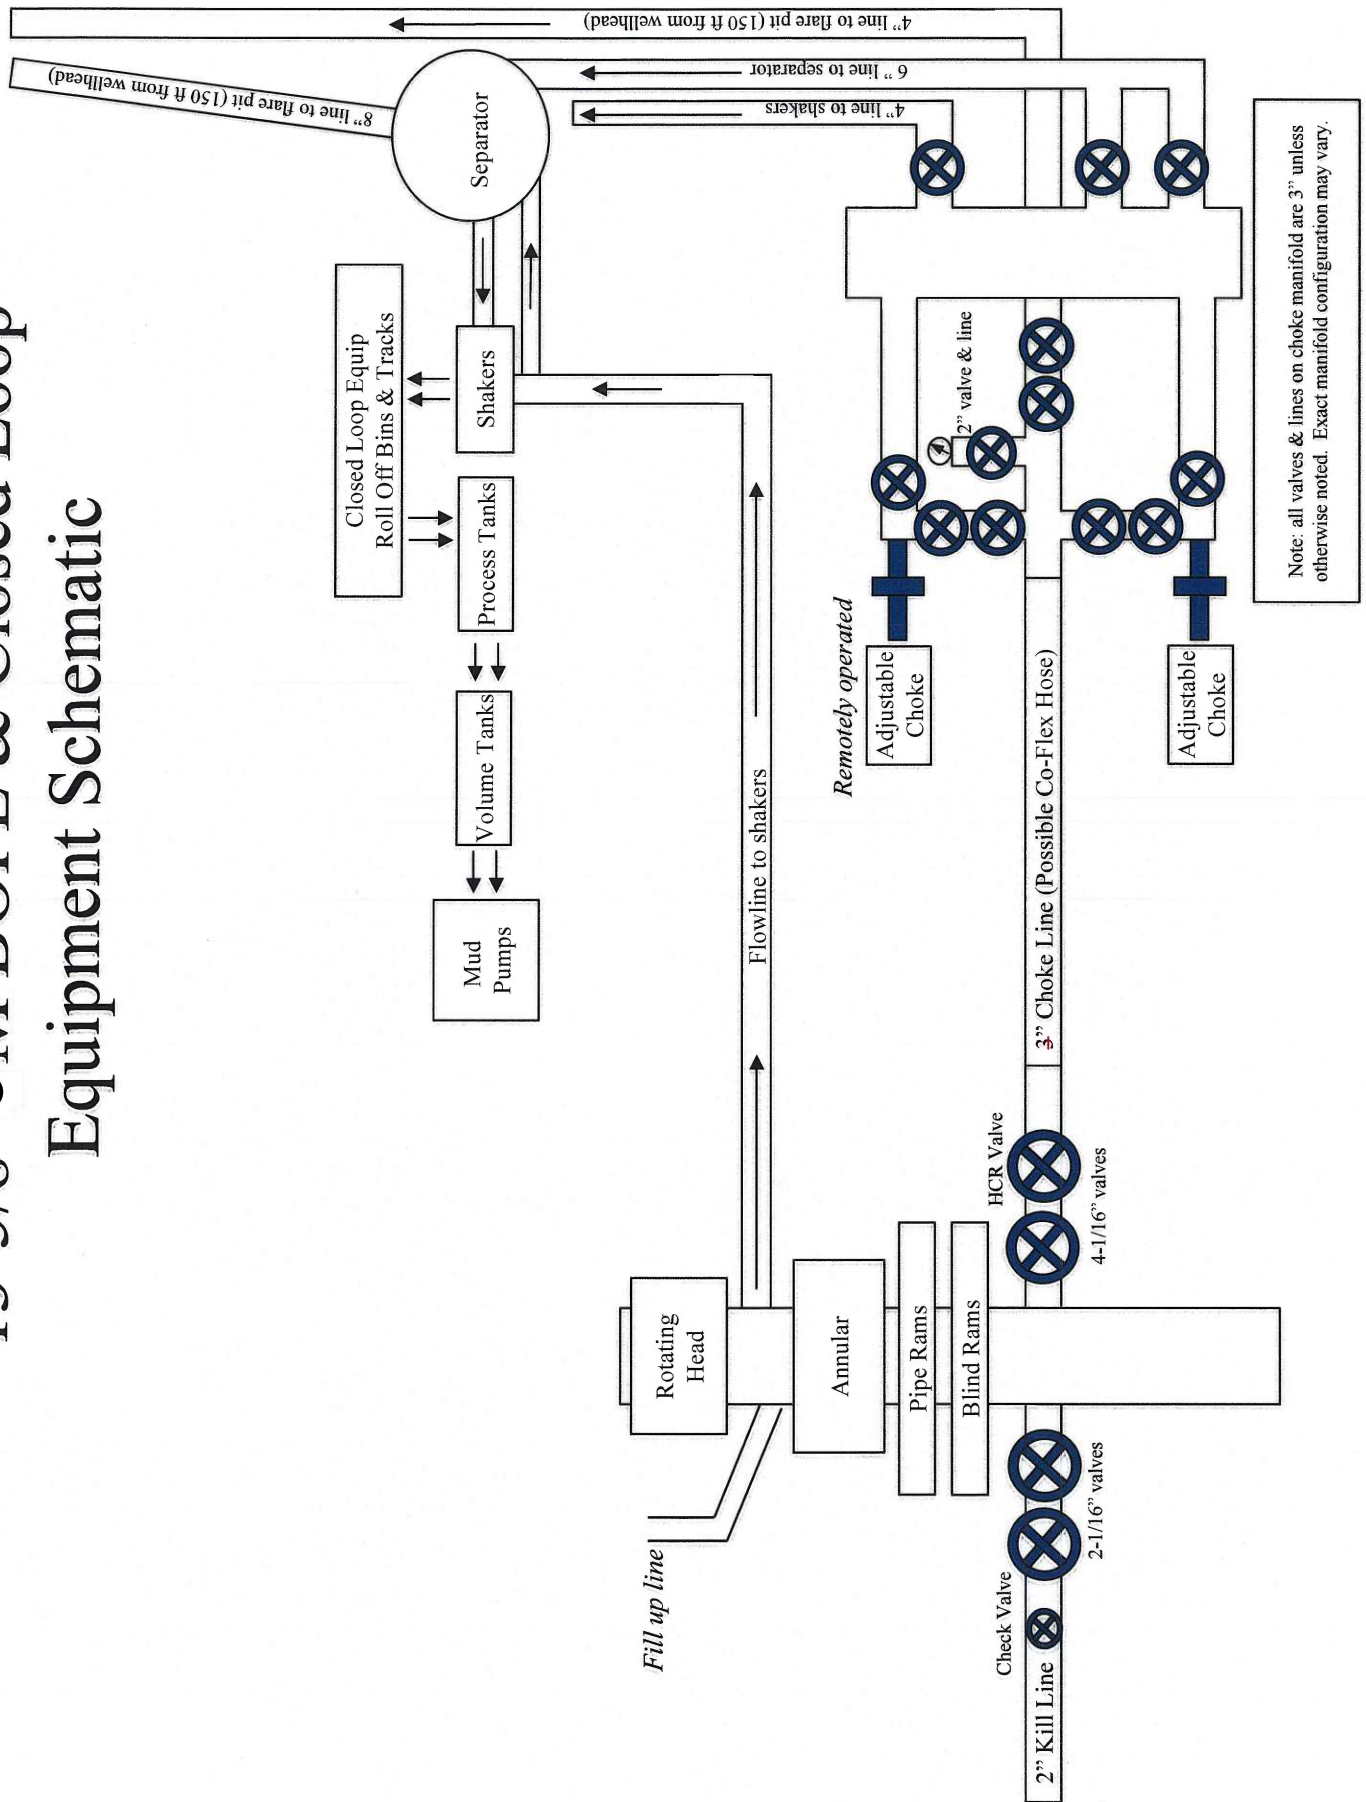 Equipment Schematic
4" line to flare pit (150 ft from wellhead)
8" line to flare pit (150 ft from wellhead)
6" line to separator
4" line to shakers
Separator
Closed Loop Equip
Roll Off Bins & Tracks
Shakers
Process Tanks
Volume Tanks
Mud
Pumps
Flowline to shakers
2" valve & line
Remotely operated
Adjustable
Choke
Adjustable
Choke
3" Choke Line (Possible Co-Flex Hose)
HCR Valve
4-1/16" valves
Rotating
Head
Annular
Pipe Rams
Blind Rams
Fill up line
2-1/16" valves
Check Valve
2" Kill Line
Note: all valves & lines on choke manifold are 3" unless
otherwise noted. Exact manifold configuration may vary.